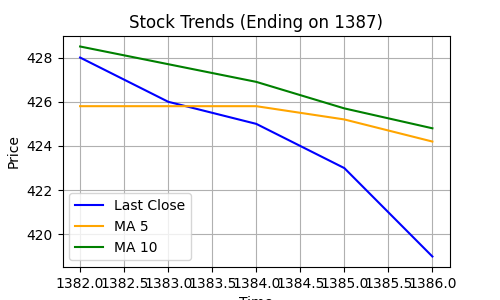 Stock Trends (Ending on 1387)
428
426
424
422
420
Price
Last Close
MA 5
MA 10
1382.0 1382.5 1383.0 1383.5 1384.0 1384.5 1385.0 1385.5 1386.0
Time